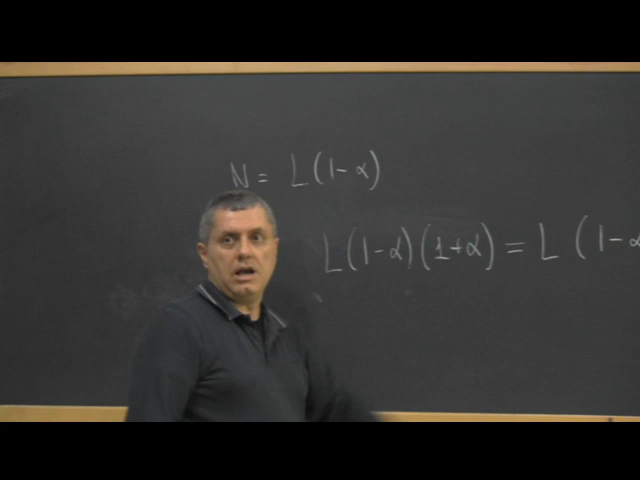 N = L(1-α)
L(1-α)(1+α) = L (1-α